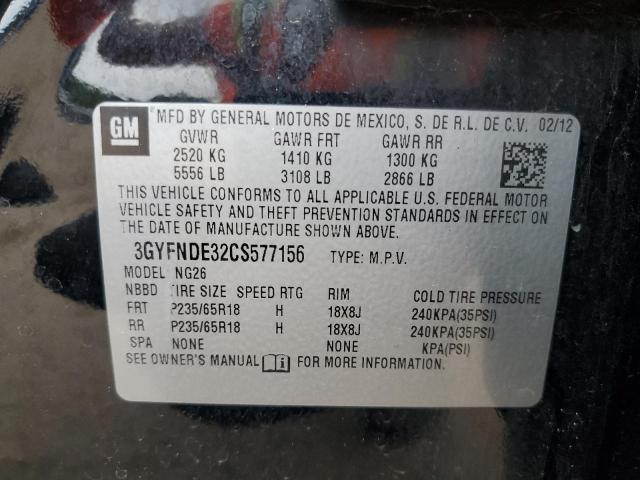 GM
MFD BY GENERAL MOTORS DE MEXICO, S. DE R.L. DE C.V. 02/12
GVWR GAWR FRT GAWR RR
2520 KG 1410 KG 1300 KG
5556 LB 3108 LB 2866 LB
THIS VEHICLE CONFORMS TO ALL APPLICABLE U.S. FEDERAL MOTOR
VEHICLE SAFETY AND THEFT PREVENTION STANDARDS IN EFFECT ON
THE DATE OF MANUFACTURE SHOWN ABOVE.
3GYFNDE32CS577156 TYPE: M.P.V.
MODEL NG26
NBBD TIRE SIZE SPEED RTG RIM COLD TIRE PRESSURE
FRT P235/65R18 H 18X8J 240KPA(35PSI)
RR P235/65R18 H 18X8J 240KPA(35PSI)
SPA NONE NONE KPA(PSI)
SEE OWNER'S MANUAL FOR MORE INFORMATION.